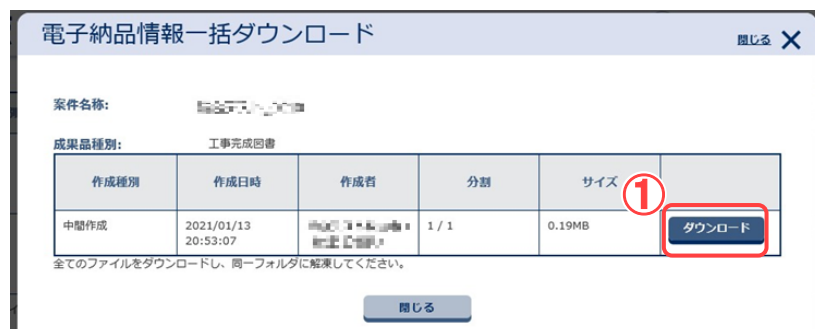 電子納品情報一括ダウンロード
閉じる ×
案件名称:
成果品種別: 工事完成図書
作成種別 作成日時 作成者 分割 サイズ
①
中間作成 2021/01/13 1 / 1 0.19MB ダウンロード
20:53:07
全てのファイルをダウンロードし、同一フォルダに解凍してください。
閉じる